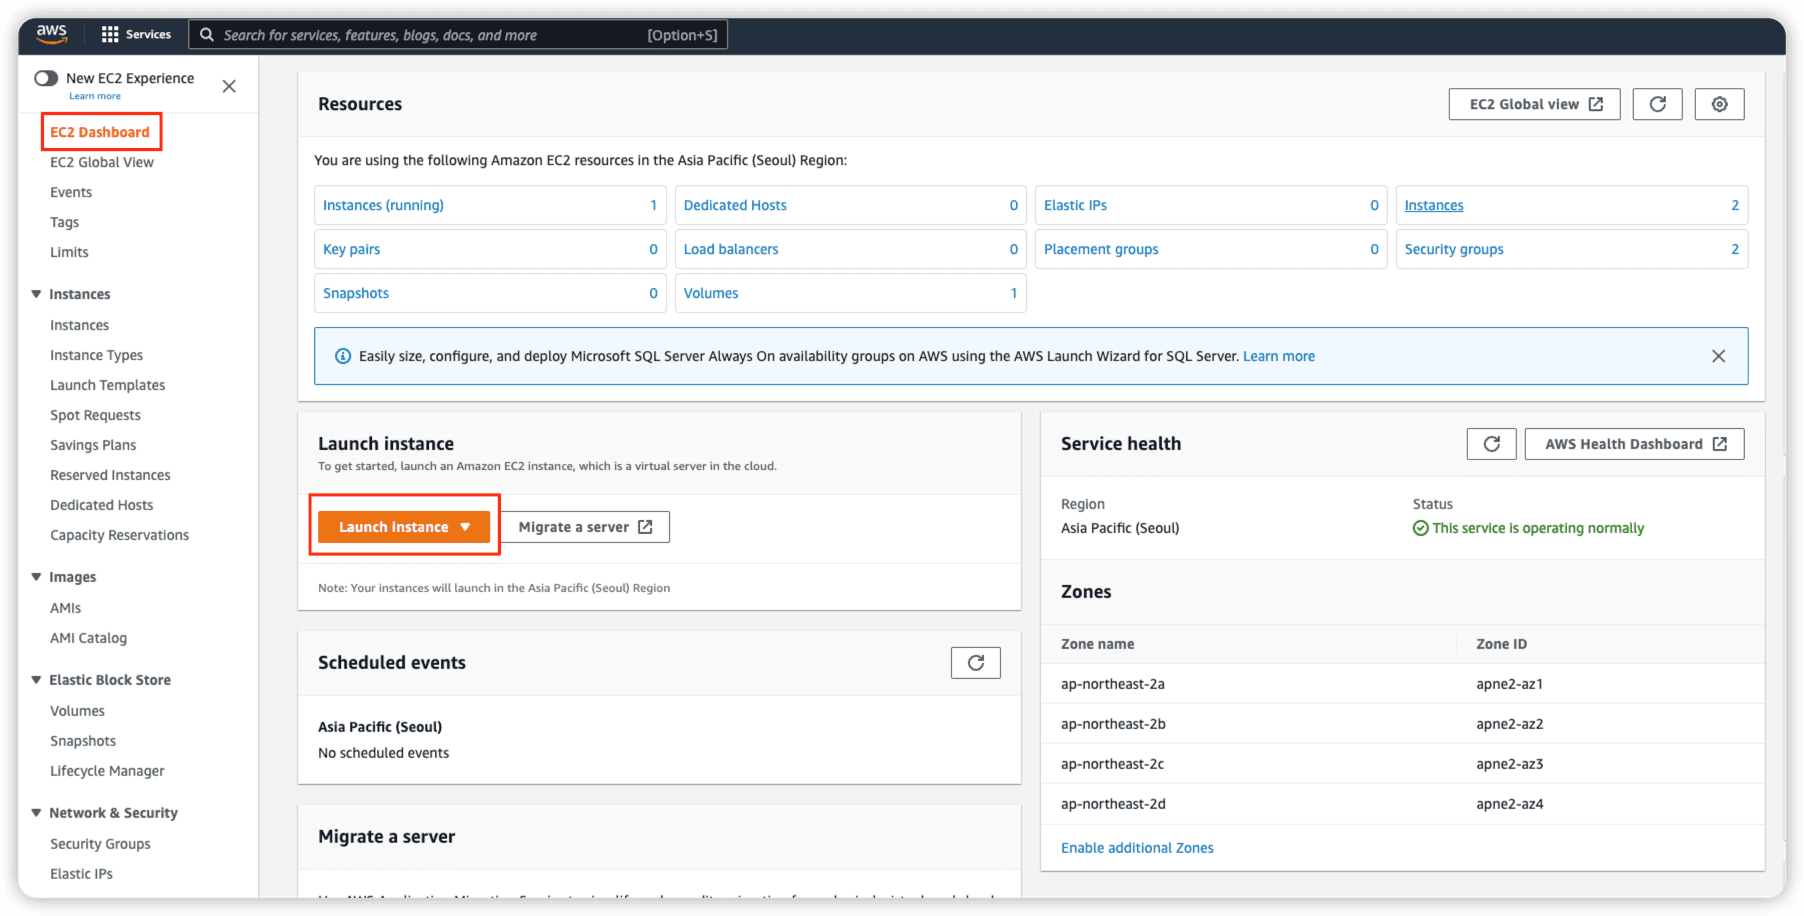 aws
Services
Search for services, features, blogs, docs, and more
[Option+S]
New EC2 Experience
Learn more
EC2 Dashboard
EC2 Global View
Events
Tags
Limits
Instances
Instances
Instance Types
Launch Templates
Spot Requests
Savings Plans
Reserved Instances
Dedicated Hosts
Capacity Reservations
Images
AMIs
AMI Catalog
Elastic Block Store
Volumes
Snapshots
Lifecycle Manager
Network & Security
Security Groups
Elastic IPs
Resources
EC2 Global view
You are using the following Amazon EC2 resources in the Asia Pacific (Seoul) Region:
Instances (running) 1
Dedicated Hosts 0
Elastic IPs 0
Instances 2
Key pairs 0
Load balancers 0
Placement groups 0
Security groups 2
Snapshots 0
Volumes 1
Easily size, configure, and deploy Microsoft SQL Server Always On availability groups on AWS using the AWS Launch Wizard for SQL Server. Learn more
Launch instance
To get started, launch an Amazon EC2 instance, which is a virtual server in the cloud.
Launch Instance
Migrate a server
Note: Your instances will launch in the Asia Pacific (Seoul) Region
Scheduled events
Asia Pacific (Seoul)
No scheduled events
Migrate a server
Service health
AWS Health Dashboard
Region
Asia Pacific (Seoul)
Status
This service is operating normally
Zones
Zone name Zone ID
ap-northeast-2a apne2-az1
ap-northeast-2b apne2-az2
ap-northeast-2c apne2-az3
ap-northeast-2d apne2-az4
Enable additional Zones